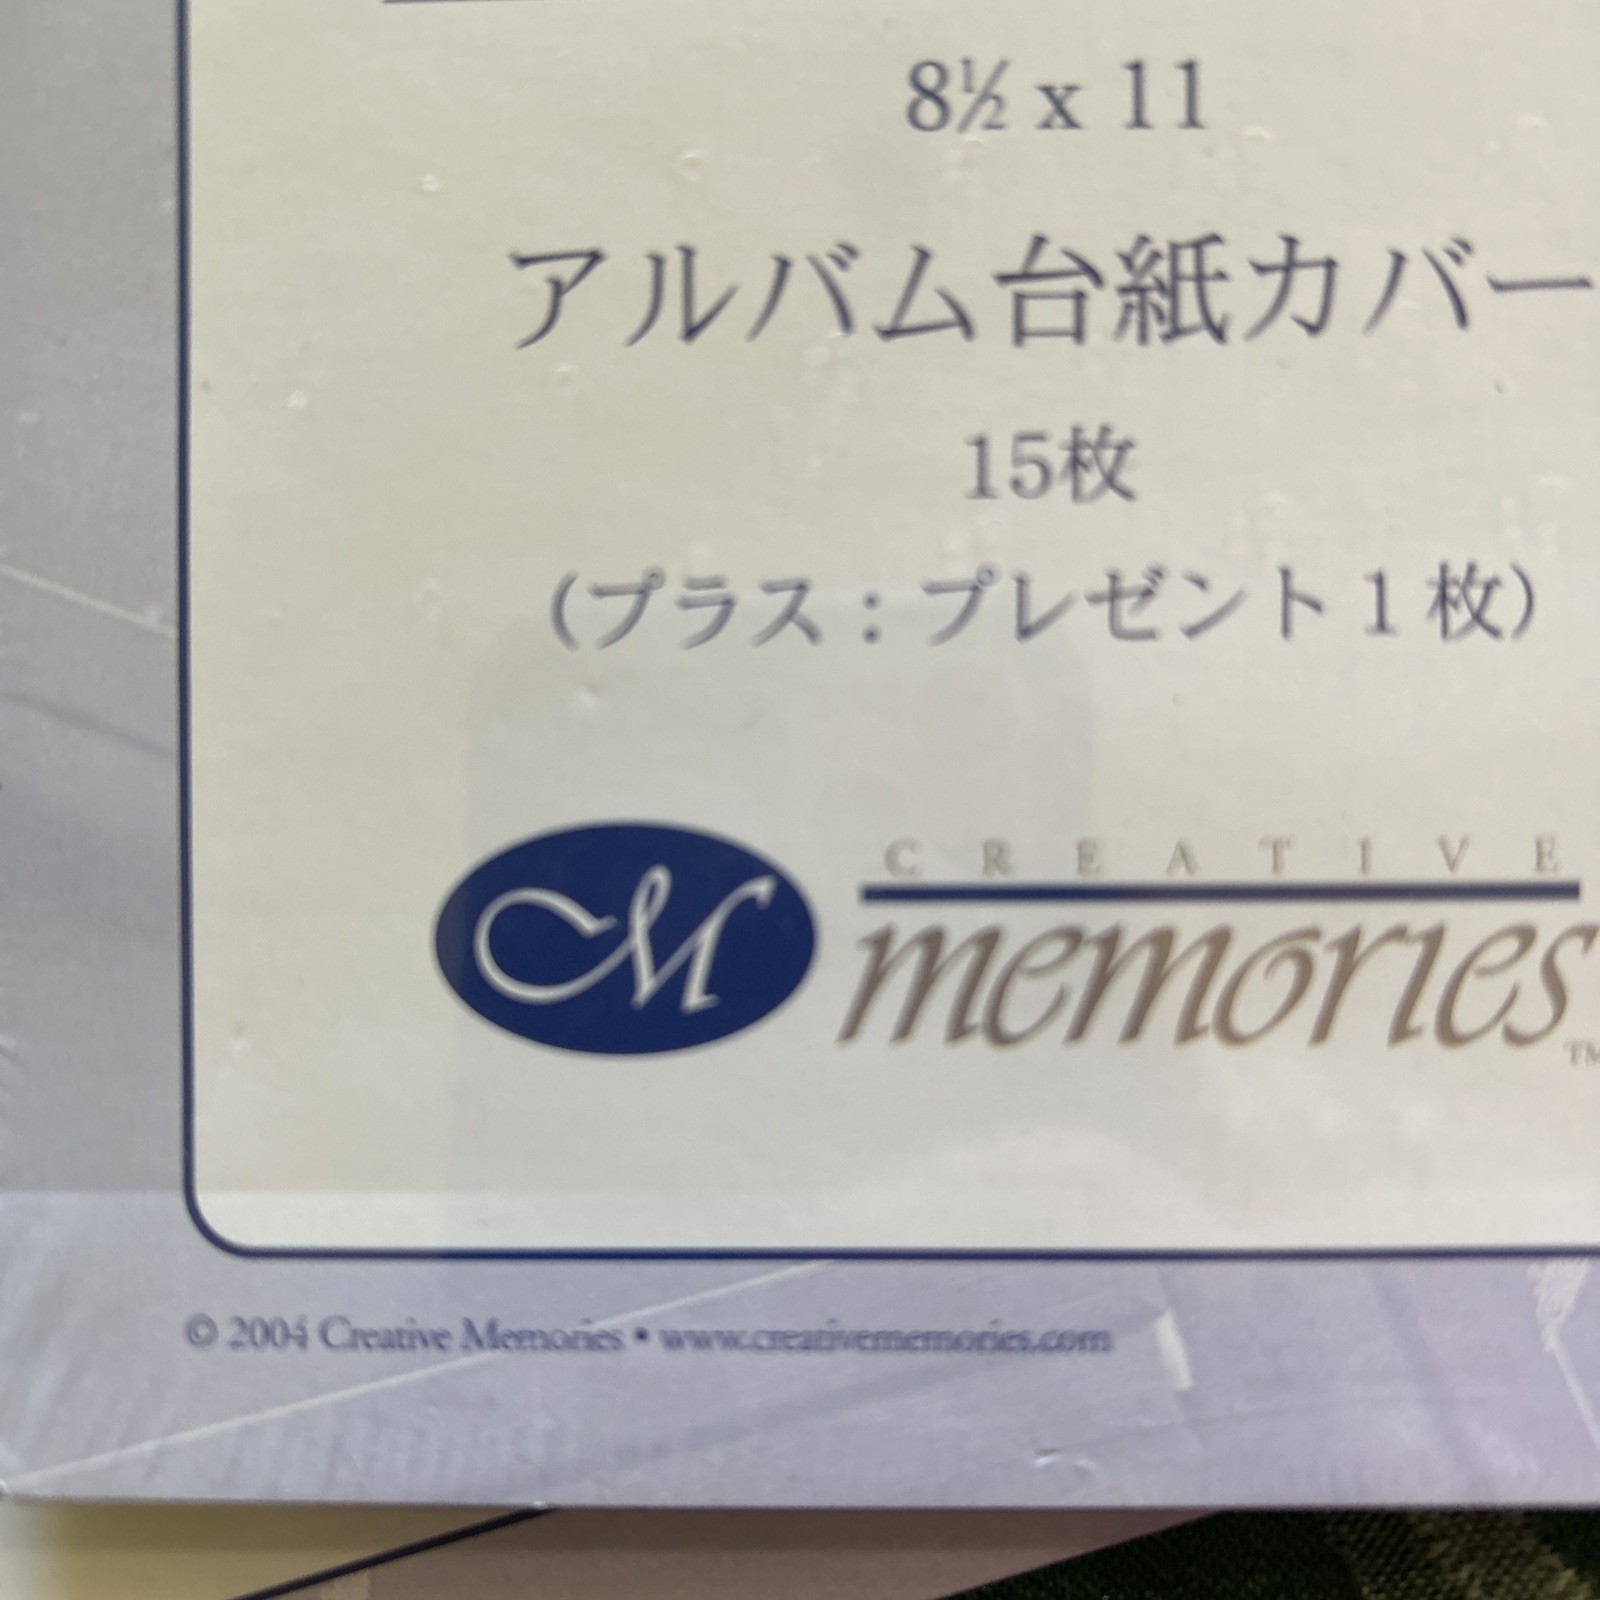 8½ x 11
アルバム台紙カバー
15枚
（プラス：プレゼント１枚）
M
CREATIVE
memories™
© 2004 Creative Memories • www.creativememories.com